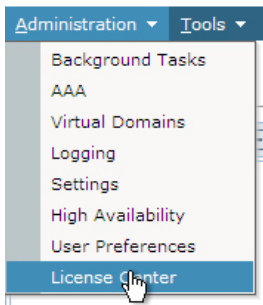 Administration Tools
Background Tasks
AAA
Virtual Domains
Logging
Settings
High Availability
User Preferences
License Center